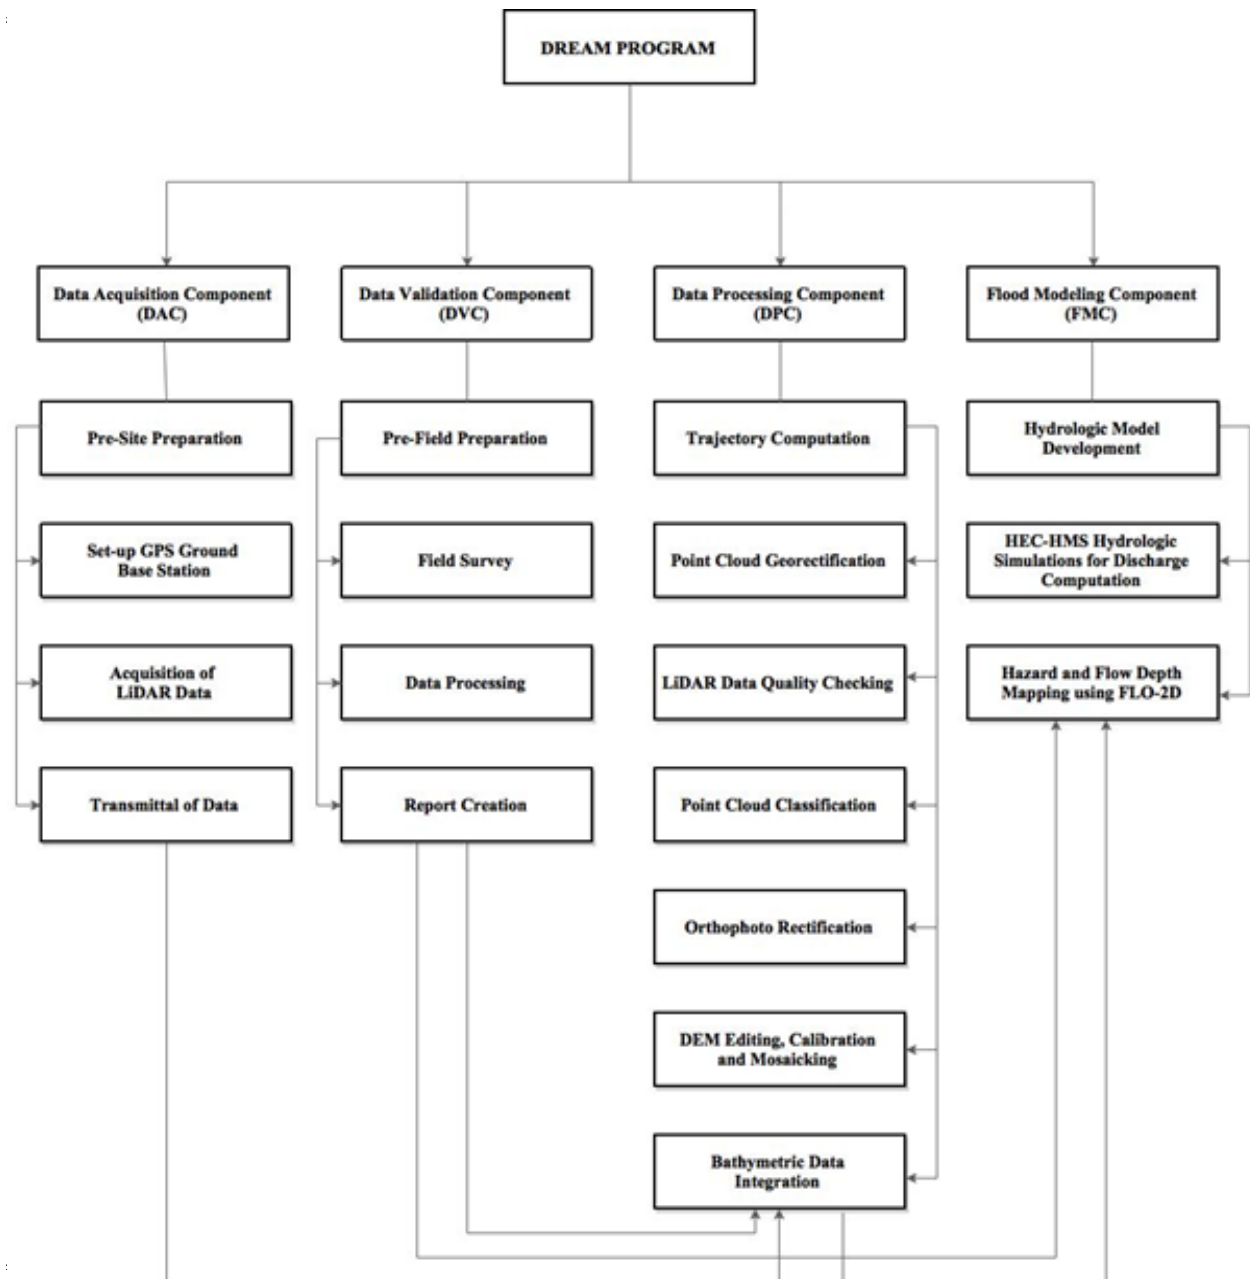 DREAM PROGRAM
Data Acquisition Component
(DAC)
Data Validation Component
(DVC)
Data Processing Component
(DPC)
Flood Modeling Component
(FMC)
Pre-Site Preparation
Pre-Field Preparation
Trajectory Computation
Hydrologic Model
Development
Set-up GPS Ground
Base Station
Field Survey
Point Cloud Georectification
HEC-HMS Hydrologic
Simulations for Discharge
Computation
Acquisition of
LiDAR Data
Data Processing
LiDAR Data Quality Checking
Hazard and Flow Depth
Mapping using FLO-2D
Transmittal of Data
Report Creation
Point Cloud Classification
Orthophoto Rectification
DEM Editing, Calibration
and Mosaicking
Bathymetric Data
Integration